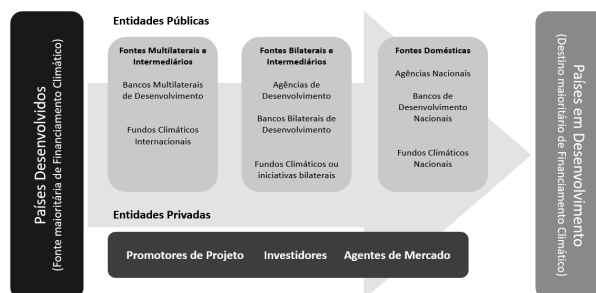 Países Desenvolvidos
(Fonte maioritária de Financiamento Climático)
Entidades Públicas
Fontes Multilaterais e
Intermediários
Bancos Multilaterais
de Desenvolvimento
Fundos Climáticos
Internacionais
Fontes Bilaterais e
Intermediários
Agências de
Desenvolvimento
Bancos Bilaterais de
Desenvolvimento
Fundos Climáticos ou
iniciativas bilaterais
Fontes Domésticas
Agências Nacionais
Bancos de
Desenvolvimento
Nacionais
Fundos Climáticos
Nacionais
Entidades Privadas
Promotores de Projeto Investidores Agentes de Mercado
Países em Desenvolvimento
(Destino maioritário de Financiamento Climático)